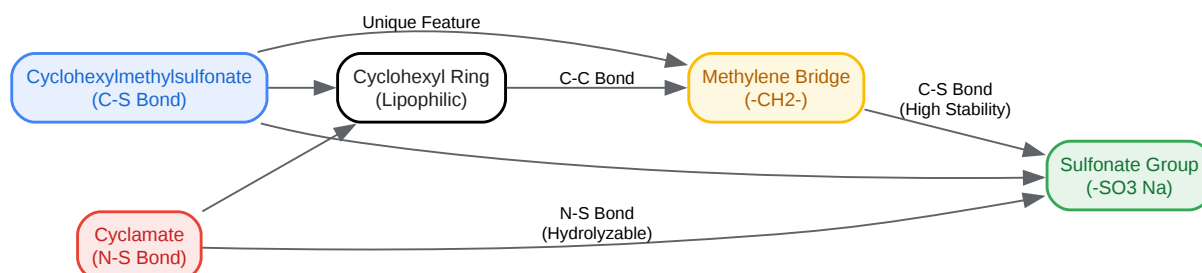 Unique Feature
Cyclohexylmethylsulfonate
(C-S Bond)
Cyclohexyl Ring
(Lipophilic)
C-C Bond
Methylene Bridge
(-CH2-)
C-S Bond
(High Stability)
Sulfonate Group
(-SO3 Na)
Cyclamate
(N-S Bond)
N-S Bond
(Hydrolyzable)